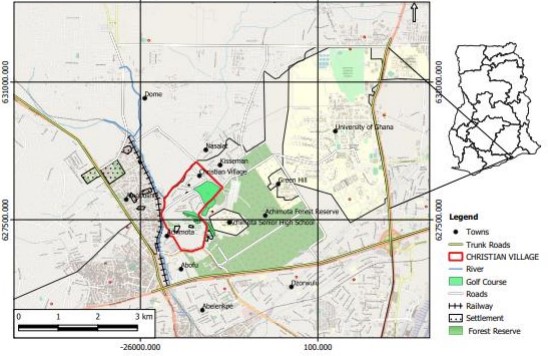 631000.000
631000.000
Dome
University of Ghana
Kisseman
Christian Village
Green Hill
Achimota Forest Reserve
Achimota Senior High School
627500.000
627500.000
Abofu
Dzorwulu
Abelenkpe
0 1 2 3 km
-26000.000
100.000
Legend
Towns
Trunk Roads
CHRISTIAN VILLAGE
River
Golf Course
Roads
Railway
Settlement
Forest Reserve